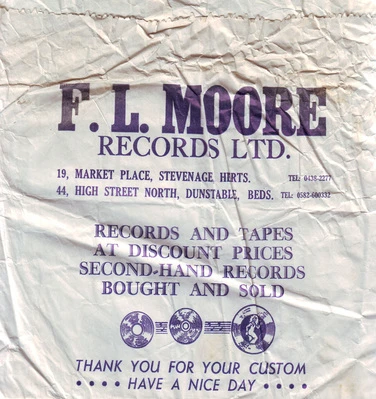 F. L. MOORE
RECORDS LTD.
19, MARKET PLACE, STEVENAGE HERTS. TEL: 0438-2277
44, HIGH STREET NORTH, DUNSTABLE, BEDS. TEL: 0582-600332
RECORDS AND TAPES
AT DISCOUNT PRICES
SECOND-HAND RECORDS
BOUGHT AND SOLD
THANK YOU FOR YOUR CUSTOM
•••• HAVE A NICE DAY ••••